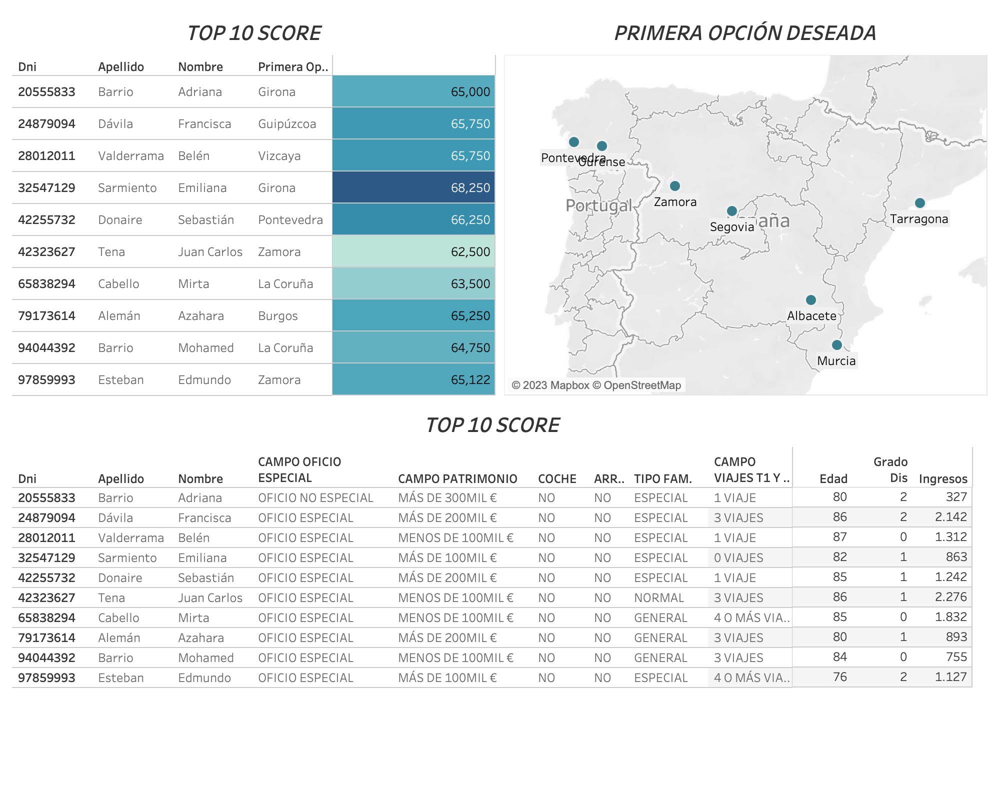 TOP 10 SCORE
Dni Apellido Nombre Primera Op..
20555833 Barrio Adriana Girona 65,000
24879094 Dávila Francisca Guipúzcoa 65,750
28012011 Valderrama Belén Vizcaya 65,750
32547129 Sarmiento Emiliana Girona 68,250
42255732 Donaire Sebastián Pontevedra 66,250
42323627 Tena Juan Carlos Zamora 62,500
65838294 Cabello Mirta La Coruña 63,500
79173614 Alemán Azahara Burgos 65,250
94044392 Barrio Mohamed La Coruña 64,750
97859993 Esteban Edmundo Zamora 65,122
PRIMERA OPCIÓN DESEADA
Pontevedra
Ourense
Zamora
Portugal
Tarragona
Segovia
Albacete
Murcia
© 2023 Mapbox © OpenStreetMap
TOP 10 SCORE
Dni Apellido Nombre CAMPO OFICIO ESPECIAL CAMPO PATRIMONIO COCHE ARR.. TIPO FAM. CAMPO VIAJES T1 Y .. Edad Grado Dis Ingresos
20555833 Barrio Adriana OFICIO NO ESPECIAL MÁS DE 300MIL € NO NO ESPECIAL 1 VIAJE 80 2 327
24879094 Dávila Francisca OFICIO ESPECIAL MÁS DE 200MIL € NO NO ESPECIAL 3 VIAJES 86 2 2.142
28012011 Valderrama Belén OFICIO ESPECIAL MENOS DE 100MIL € NO NO ESPECIAL 1 VIAJE 87 0 1.312
32547129 Sarmiento Emiliana OFICIO ESPECIAL MÁS DE 100MIL € NO NO ESPECIAL 0 VIAJES 82 1 863
42255732 Donaire Sebastián OFICIO ESPECIAL MÁS DE 200MIL € NO NO ESPECIAL 1 VIAJE 85 1 1.242
42323627 Tena Juan Carlos OFICIO ESPECIAL MENOS DE 100MIL € NO NO NORMAL 3 VIAJES 86 1 2.276
65838294 Cabello Mirta OFICIO ESPECIAL MENOS DE 100MIL € NO NO GENERAL 4 O MÁS VIA.. 85 0 1.832
79173614 Alemán Azahara OFICIO ESPECIAL MÁS DE 200MIL € NO NO GENERAL 3 VIAJES 80 1 893
94044392 Barrio Mohamed OFICIO ESPECIAL MENOS DE 100MIL € NO NO GENERAL 3 VIAJES 84 0 755
97859993 Esteban Edmundo OFICIO ESPECIAL MÁS DE 100MIL € NO NO ESPECIAL 4 O MÁS VIA.. 76 2 1.127